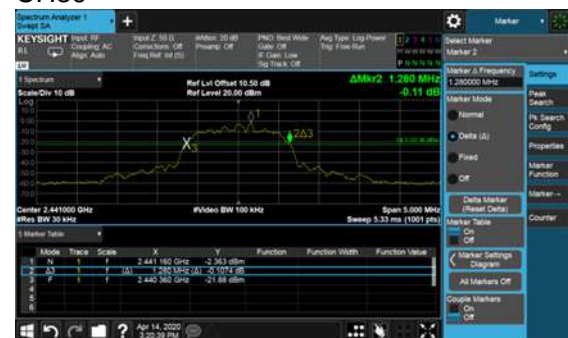 Spectrum Analyzer 1
Swept SA
+
Marker
KEYSIGHT
Input: RF
Coupling: AC
Align: Auto
Input Z: 50 Ω
Corrections: Off
Freq Ref: Int (S)
#Atten: 20 dB
Preamp: Off
PNO: Best Wide
Gate: Off
IF Gain: Low
Sig Track: Off
Avg Type: Log-Power
Trig: Free Run
Select Marker
Marker 2
1 Spectrum
Scale/Div 10 dB
Log
Ref Lvl Offset 10.50 dB
Ref Level 20.00 dBm
ΔMkr2 1.280 MHz
-0.11 dB
Center 2.441000 GHz
#Res BW 30 kHz
#Video BW 100 kHz
Span 5.000 MHz
Sweep 5.33 ms (1001 pts)
5 Marker Table
Mode Trace Scale X Y Function Function Width Function Value
1 N 1 f 2.441 160 GHz -2.363 dBm
2 Δ3 1 f (Δ) 1.280 MHz (Δ) -0.1074 dB
3 F 1 f 2.440 360 GHz -21.88 dBm
4
5
6
Marker Δ Frequency
1.280000 MHz
Marker Mode
Normal
Delta (Δ)
Fixed
Off
Delta Marker
(Reset Delta)
Marker Table
On
Off
Marker Settings
Diagram
All Markers Off
Couple Markers
On
Off
Settings
Peak
Search
Pk Search
Config
Properties
Marker
Function
Marker→
Counter
Apr 14, 2020
3:20:39 PM